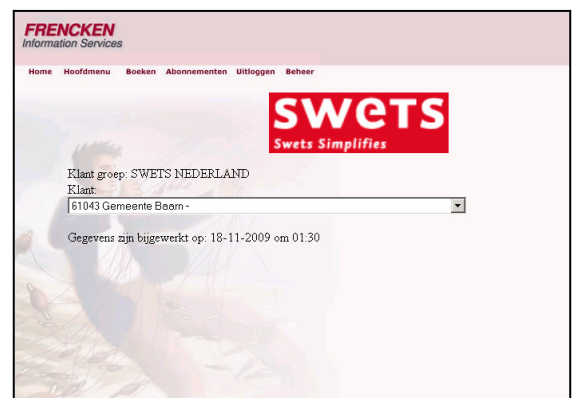 FRENCKEN
Information Services
Home Hoofdmenu Boeken Abonnementen Uitloggen Beheer
swets
Swets Simplifies
Klant groep: SWETS NEDERLAND
Klant:
61043 Gemeente Baarn -
Gegevens zijn bijgewerkt op: 18-11-2009 om 01:30